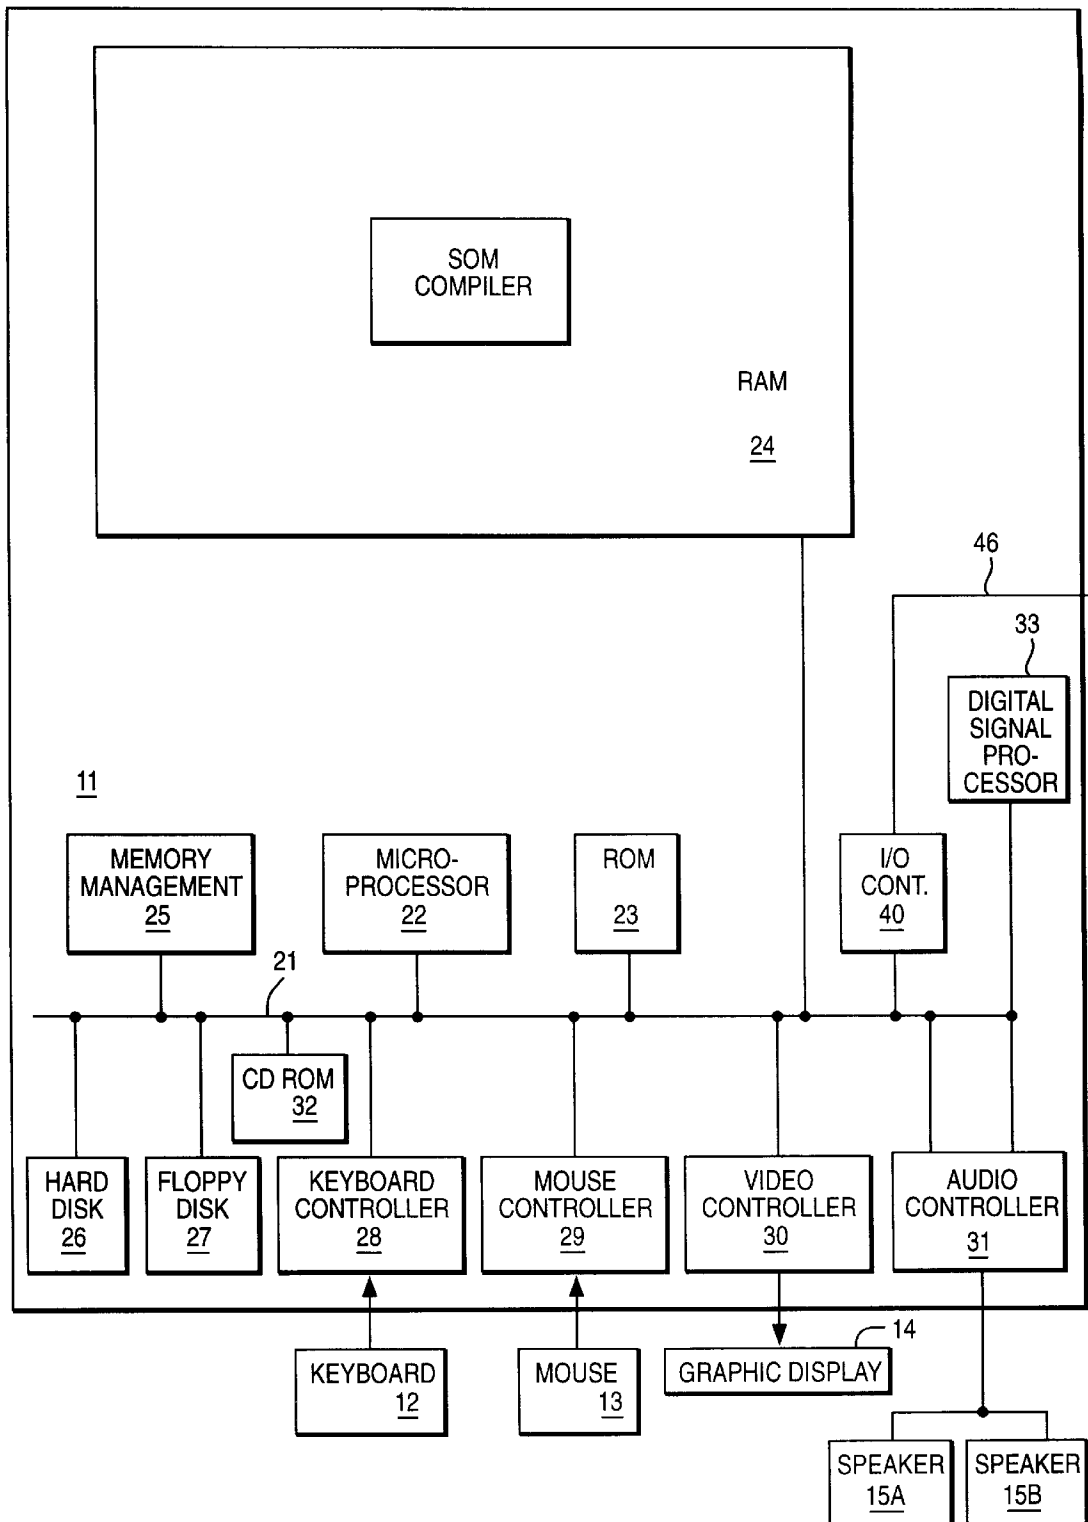 SOM
COMPILER
RAM
24
46
33
DIGITAL
SIGNAL
PRO-
CESSOR
11
MEMORY
MANAGEMENT
25
MICRO-
PROCESSOR
22
ROM
23
I/O
CONT.
40
21
CD ROM
32
HARD
DISK
26
FLOPPY
DISK
27
KEYBOARD
CONTROLLER
28
MOUSE
CONTROLLER
29
VIDEO
CONTROLLER
30
AUDIO
CONTROLLER
31
KEYBOARD
12
MOUSE
13
14
GRAPHIC DISPLAY
SPEAKER
15A
SPEAKER
15B